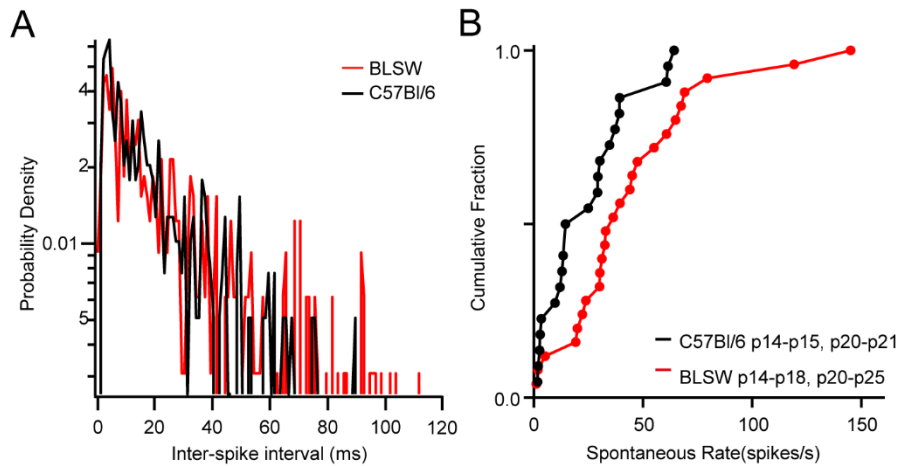 A
BLSW
C57Bl/6
4
2
0.01
5
Probability Density
0
20
40
60
80
100
120
Inter-spike interval (ms)
B
1.0
0.0
Cumulative Fraction
C57Bl/6 p14-p15, p20-p21
BLSW p14-p18, p20-p25
0
50
100
150
Spontaneous Rate(spikes/s)